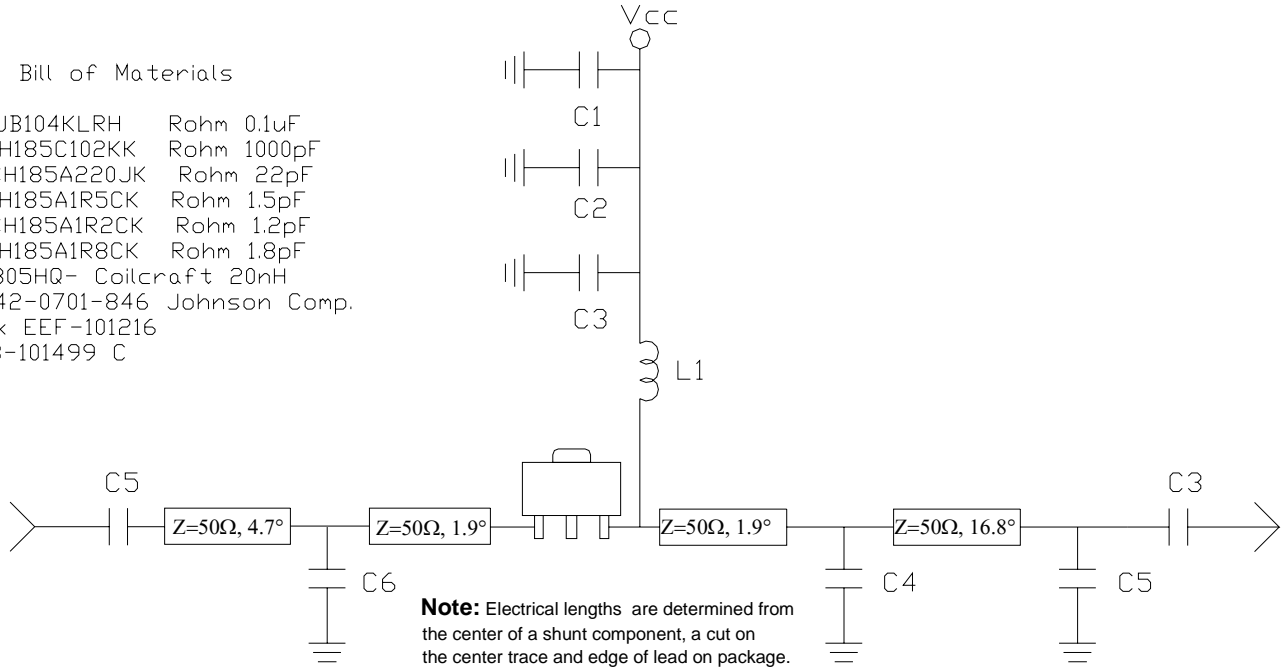 Vcc
Bill of Materials
JB104KLRH Rohm 0.1uF
H185C102KK Rohm 1000pF
CH185A220JK Rohm 22pF
H185A1R5CK Rohm 1.5pF
CH185A1R2CK Rohm 1.2pF
H185A1R8CK Rohm 1.8pF
805HQ- Coilcraft 20nH
42-0701-846 Johnson Comp.
EEF-101216
-101499 C
C1
C2
C3
L1
C5
C3
Z=50Ω, 4.7°
Z=50Ω, 1.9°
Z=50Ω, 1.9°
Z=50Ω, 16.8°
C6
C4
C5
Note: Electrical lengths are determined from
the center of a shunt component, a cut on
the center trace and edge of lead on package.